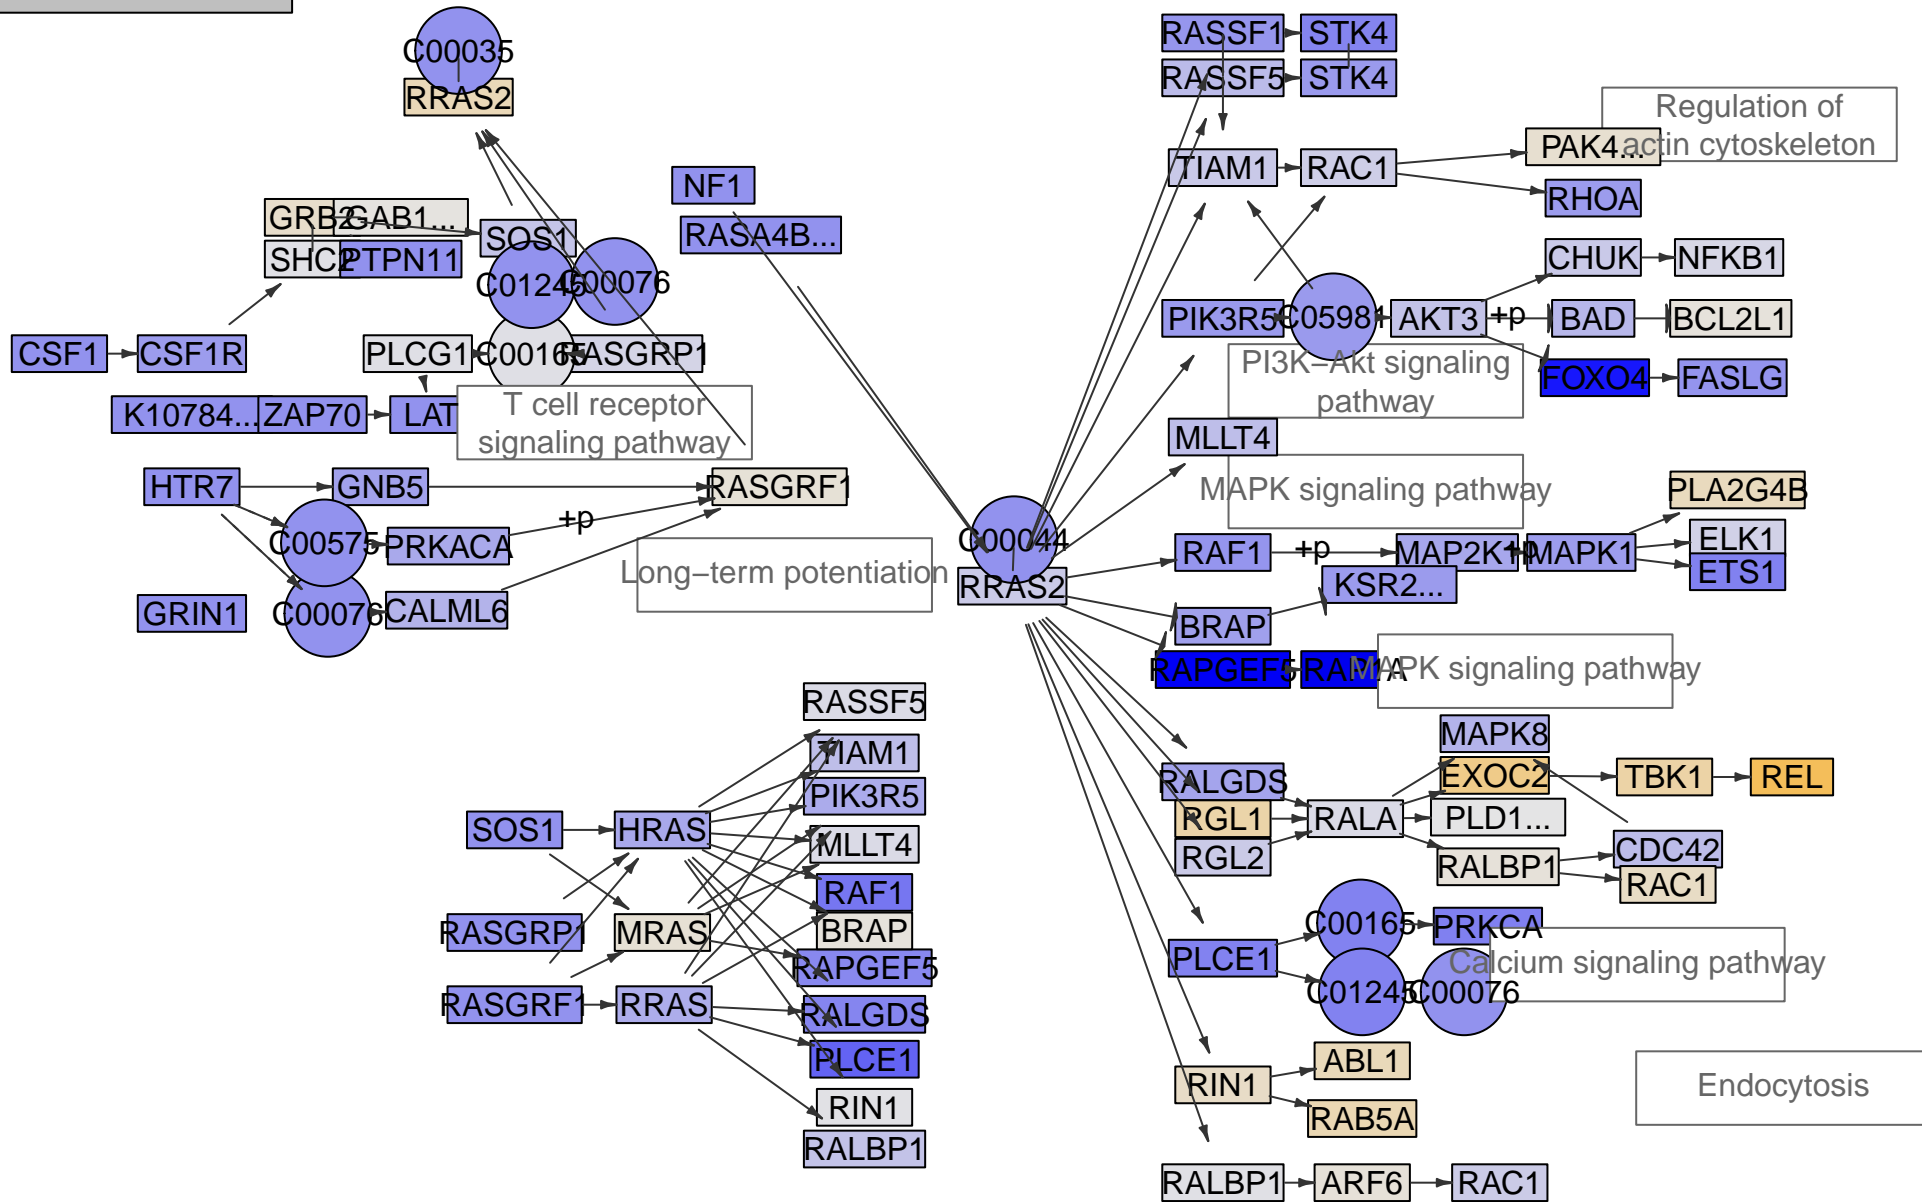 C00035
RRAS2
NF1
RASA4B...
GRB2
GAB1...
SOS1
SHC2
PTPN11
C01245
C00076
CSF1
CSF1R
PLCG1
C00165
RASGRP1
K10784...
ZAP70
LAT
T cell receptor
signaling pathway
HTR7
GNB5
RASGRF1
C00575
PRKACA
+p
GRIN1
C00076
CALML6
Long−term potentiation
C00044
RRAS2
RASSF1
STK4
RASSF5
STK4
Regulation of
actin cytoskeleton
TIAM1
RAC1
PAK4...
RHOA
CHUK
NFKB1
PIK3R5
C05981
AKT3
+p
BAD
BCL2L1
PI3K−Akt signaling
pathway
FOXO4
FASLG
MLLT4
MAPK signaling pathway
PLA2G4B
RAF1
+p
MAP2K1
+p
MAPK1
ELK1
ETS1
KSR2...
BRAP
RAPGEF5
RAP1A
MAPK signaling pathway
MAPK8
RALGDS
EXOC2
TBK1
REL
RGL1
RALA
PLD1...
RGL2
RALBP1
CDC42
RAC1
C00165
PRKCA
PLCE1
Calcium signaling pathway
C01245
C00076
RIN1
ABL1
RAB5A
Endocytosis
RALBP1
ARF6
RAC1
RASSF5
TIAM1
PIK3R5
SOS1
HRAS
MLLT4
RAF1
RASGRP1
MRAS
BRAP
RAPGEF5
RASGRF1
RRAS
RALGDS
PLCE1
RIN1
RALBP1